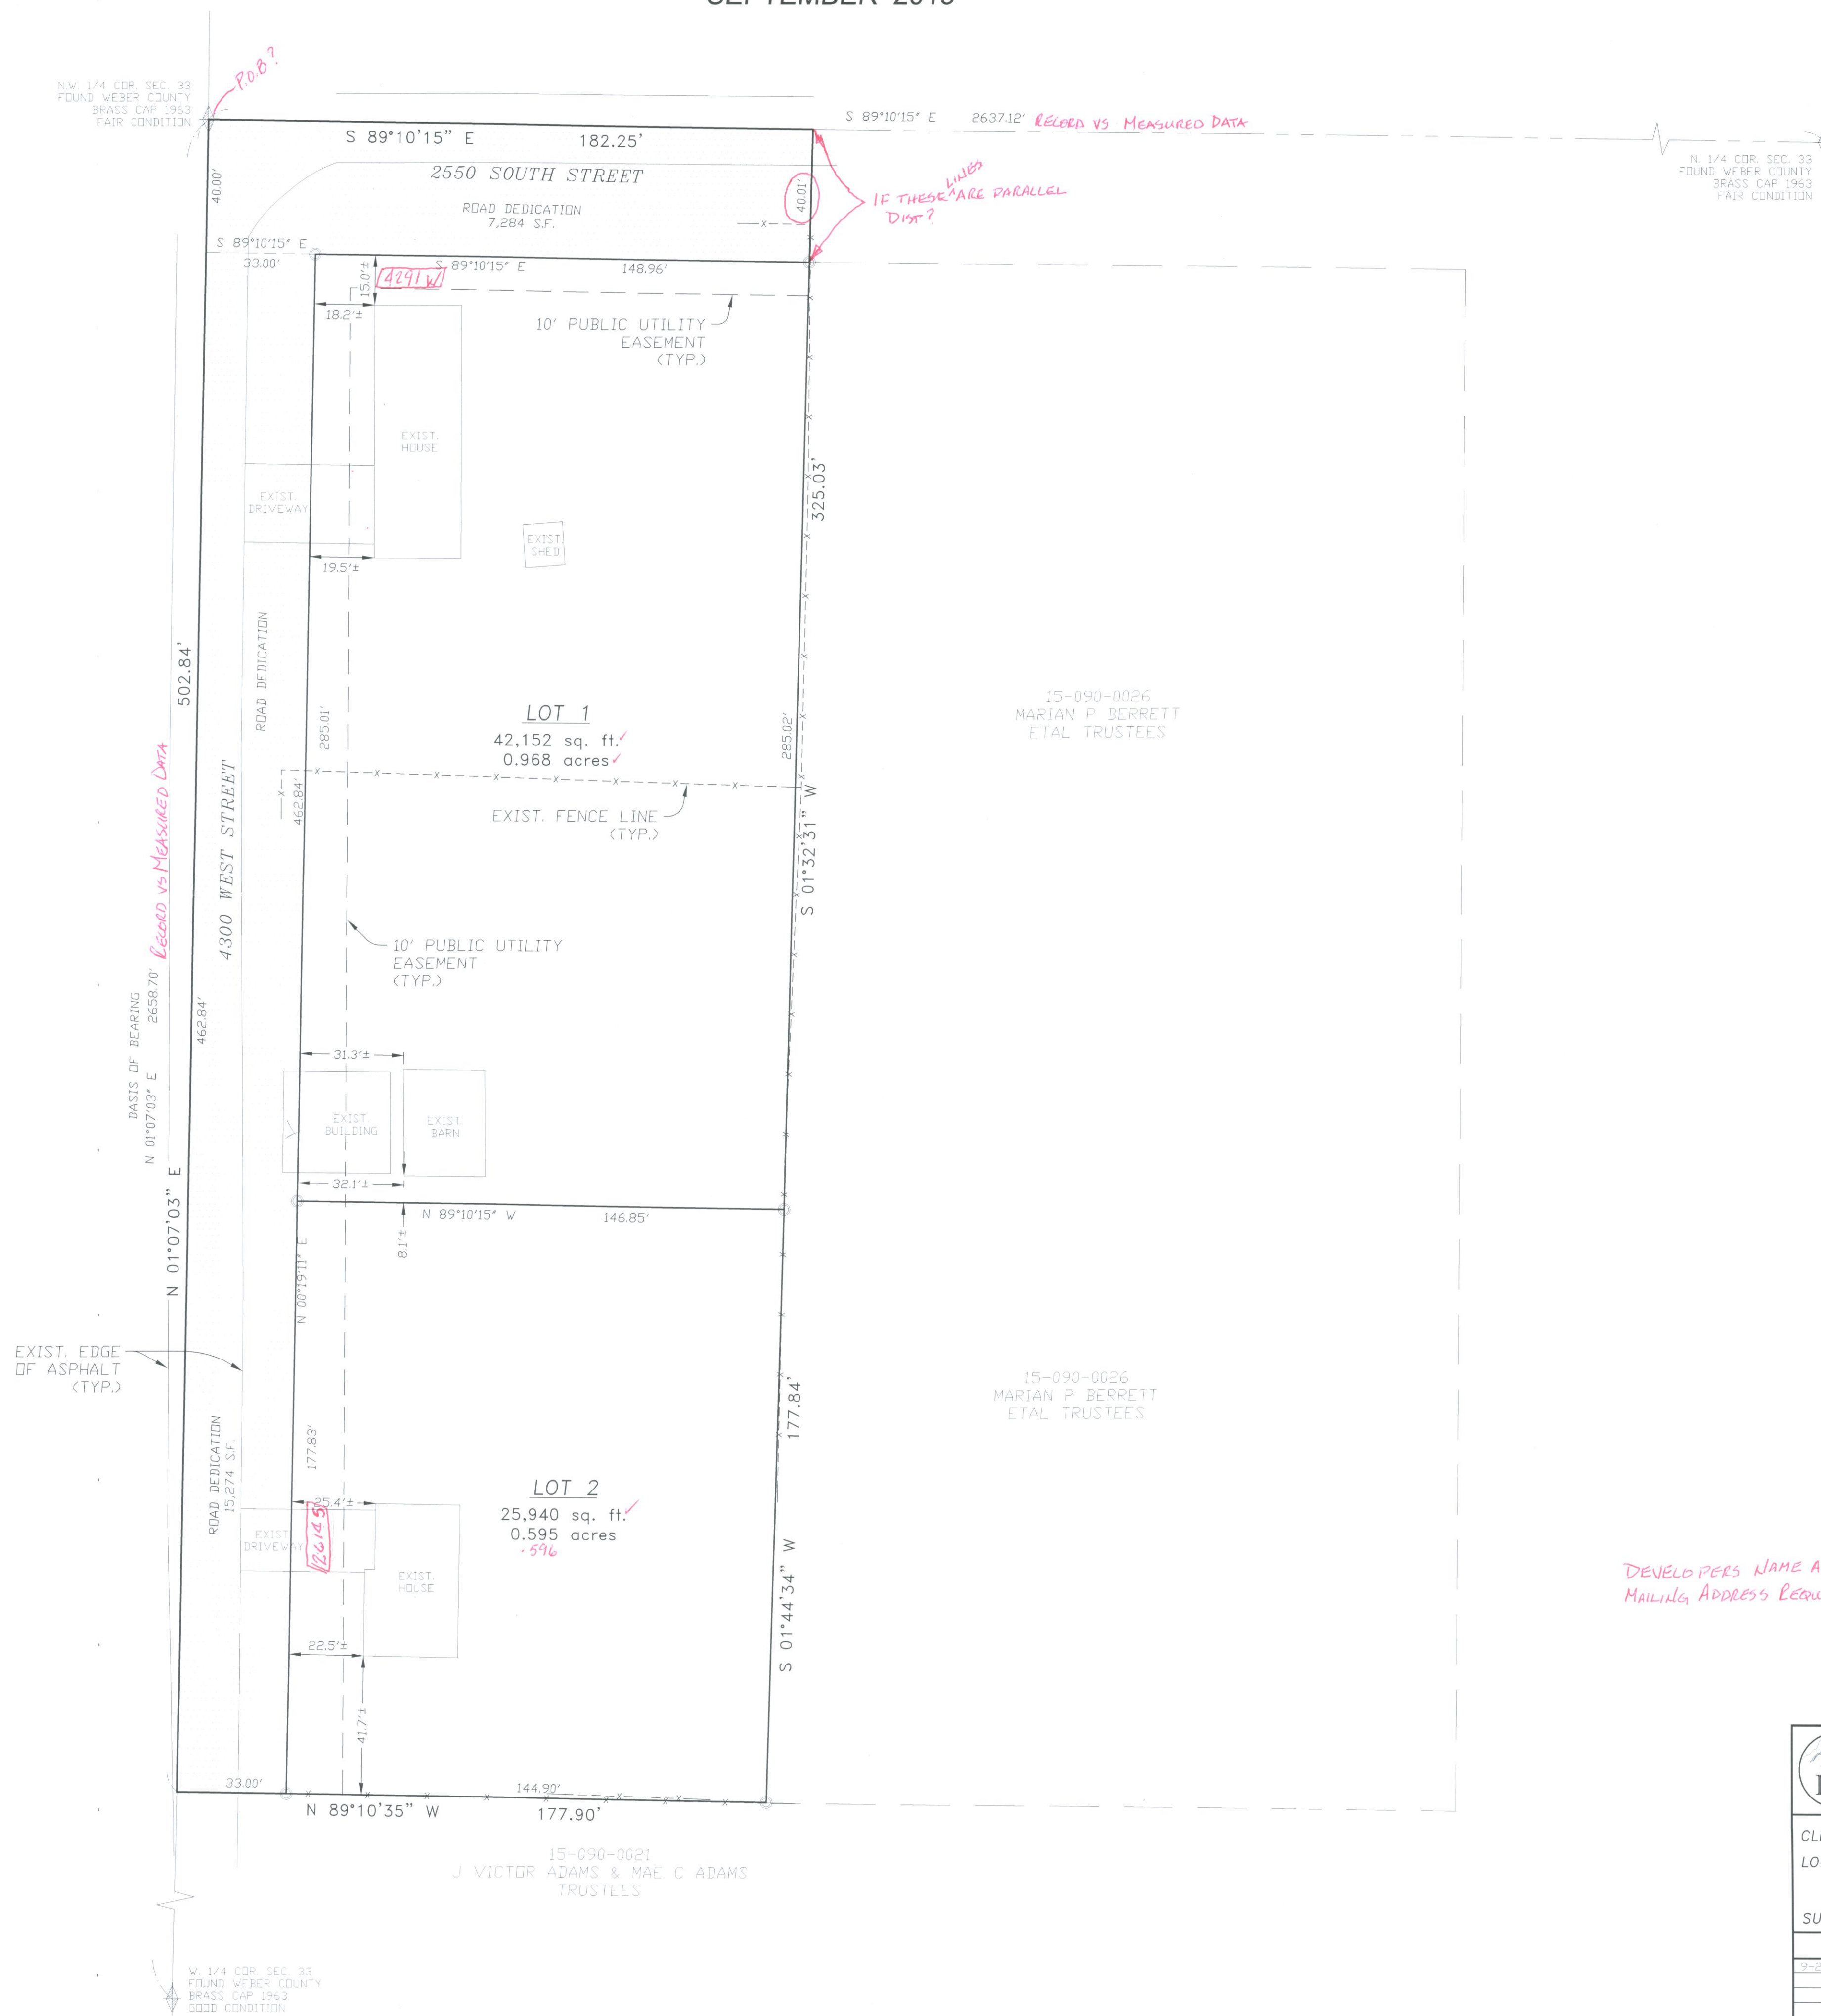 P.O.B?
N.W. 1/4 COR. SEC. 33
FOUND WEBER COUNTY
BRASS CAP 1963
FAIR CONDITION
S 89°10'15" E 182.25'
S 89°10'15" E 2637.12' RECORD VS MEASURED DATA
N. 1/4 COR. SEC. 33
FOUND WEBER COUNTY
BRASS CAP 1963
FAIR CONDITION
40.00'
2550 SOUTH STREET
ROAD DEDICATION
7,284 S.F.
40.01'
IF THESE LINES ARE PARALLEL
DIST?
S 89°10'15" E
33.00'
S 89°10'15" E 148.96'
15.0'±
4291 W
18.2'±
10' PUBLIC UTILITY
EASEMENT
(TYP.)
EXIST.
HOUSE
EXIST.
DRIVEWAY
EXIST.
SHED
19.5'±
325.03'
ROAD DEDICATION
502.84'
285.01'
LOT 1
42,152 sq. ft.
0.968 acres
285.02'
15-090-0026
MARIAN P BERRETT
ETAL TRUSTEES
462.84'
EXIST. FENCE LINE
(TYP.)
S 01°32'31" W
4300 WEST STREET
BASIS OF BEARING
N 01°07'03" E 2658.70' RECORD VS MEASURED DATA
462.84'
10' PUBLIC UTILITY
EASEMENT
(TYP.)
31.3'±
EXIST.
BUILDING
EXIST.
BARN
32.1'±
N 89°10'15" W 146.85'
8.1'±
N 01°07'03" E
N 00°19'11" E
EXIST. EDGE
OF ASPHALT
(TYP.)
15-090-0026
MARIAN P BERRETT
ETAL TRUSTEES
177.84'
177.83'
ROAD DEDICATION
15,274 S.F.
LOT 2
25,940 sq. ft.
0.595 acres
.596
25.4'±
2614 S
EXIST.
DRIVEWAY
EXIST.
HOUSE
S 01°44'34" W
DEVELOPERS NAME A
MAILING ADDRESS REQU
22.5'±
41.7'±
33.00'
144.90'
N 89°10'35" W 177.90'
15-090-0021
J VICTOR ADAMS & MAE C ADAMS
TRUSTEES
CLI
LO
SU
9-2
W. 1/4 COR. SEC. 33
FOUND WEBER COUNTY
BRASS CAP 1963
GOOD CONDITION